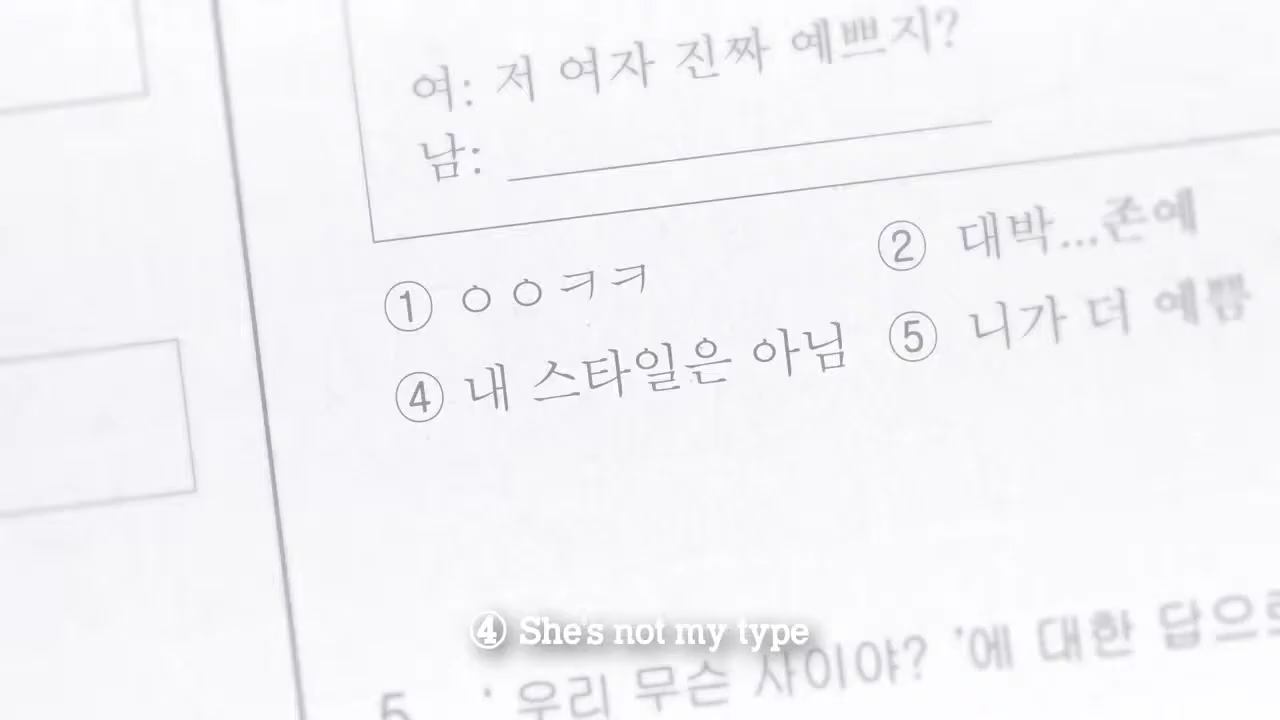 여: 저 여자 진짜 예쁘지?
남:
① ㅇㅇㅋㅋ ② 대박...존예
④ 내 스타일은 아님 ⑤ 니가 더 예쁨
④ She's not my type
5. ' 우리 무슨 사이야? '에 대한 답으로